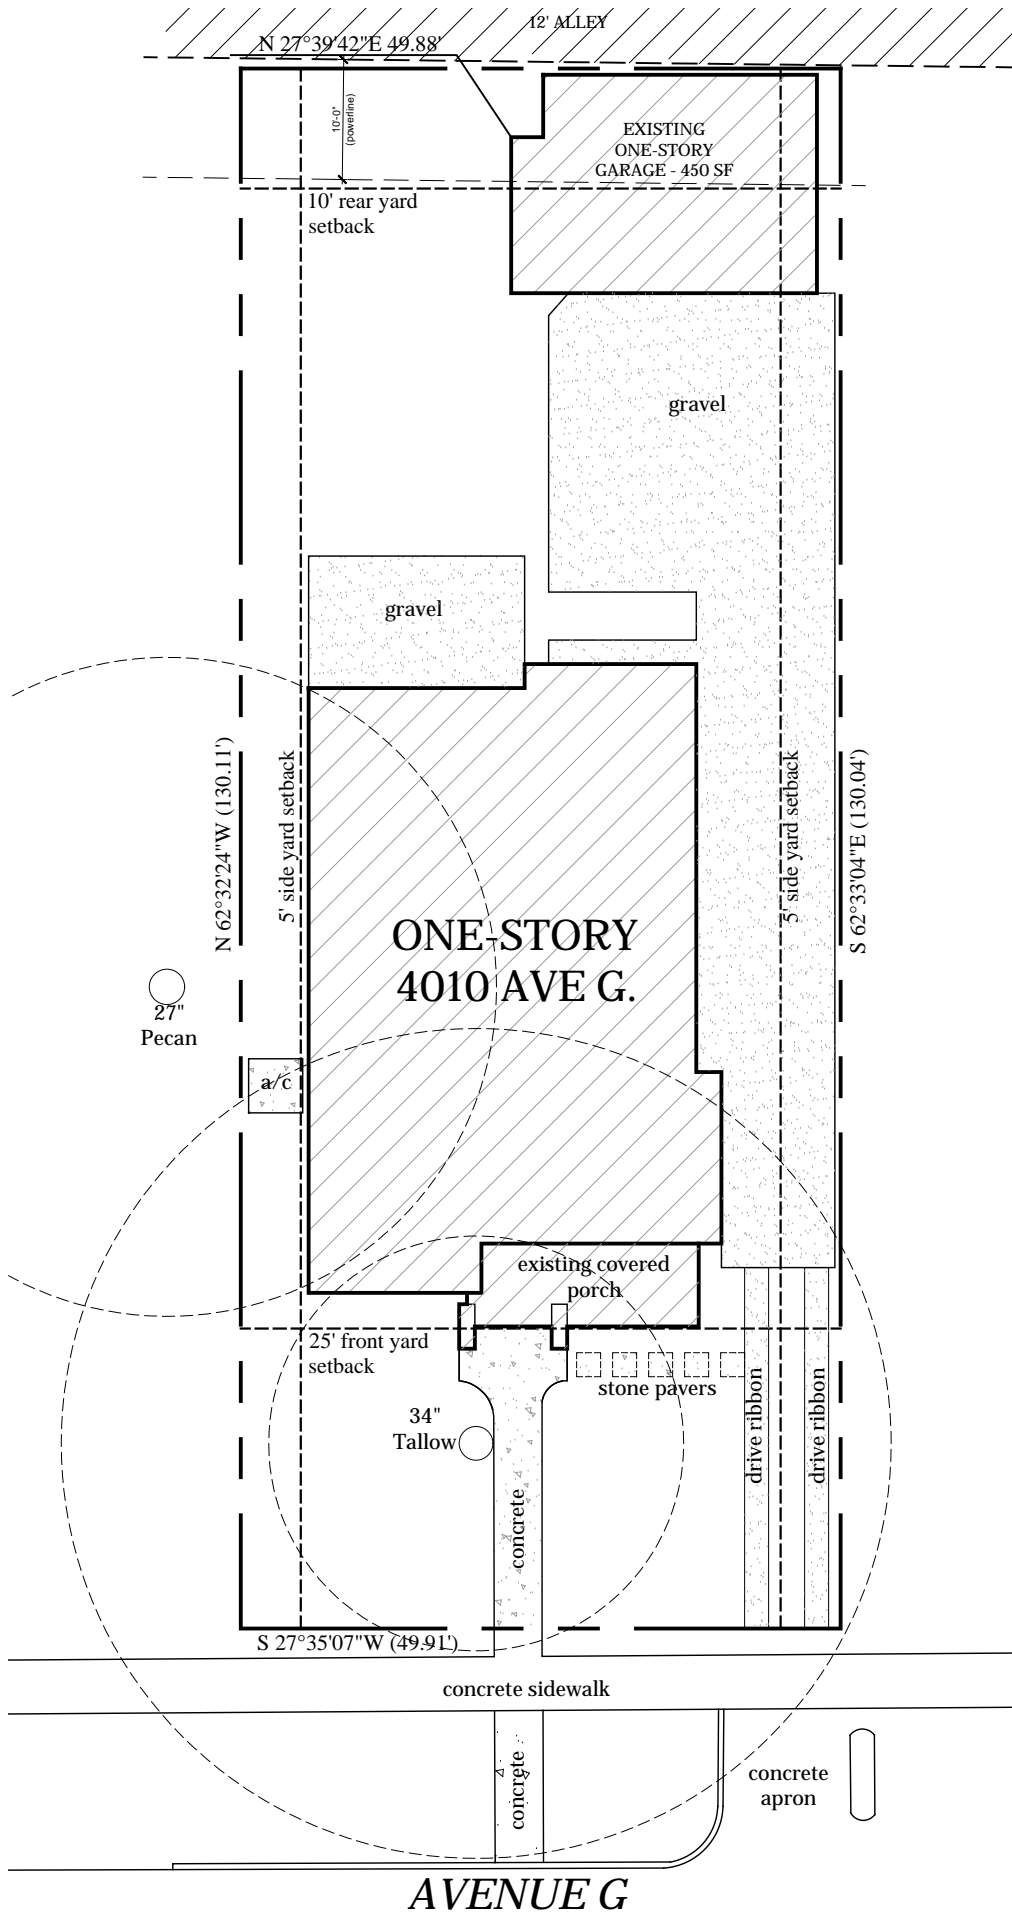 12' ALLEY
N 27°39'42"E 49.88'
10'-0"
(powerline)
EXISTING
ONE-STORY
GARAGE - 450 SF
10' rear yard
setback
gravel
gravel
N 62°32'24"W (130.11')
5' side yard setback
5' side yard setback
S 62°33'04"E (130.04')
ONE-STORY
4010 AVE G.
27"
Pecan
a/c
existing covered
porch
25' front yard
setback
stone pavers
34"
Tallow
concrete
drive ribbon
drive ribbon
S 27°35'07"W (49.91')
concrete sidewalk
concrete
concrete
apron
AVENUE G